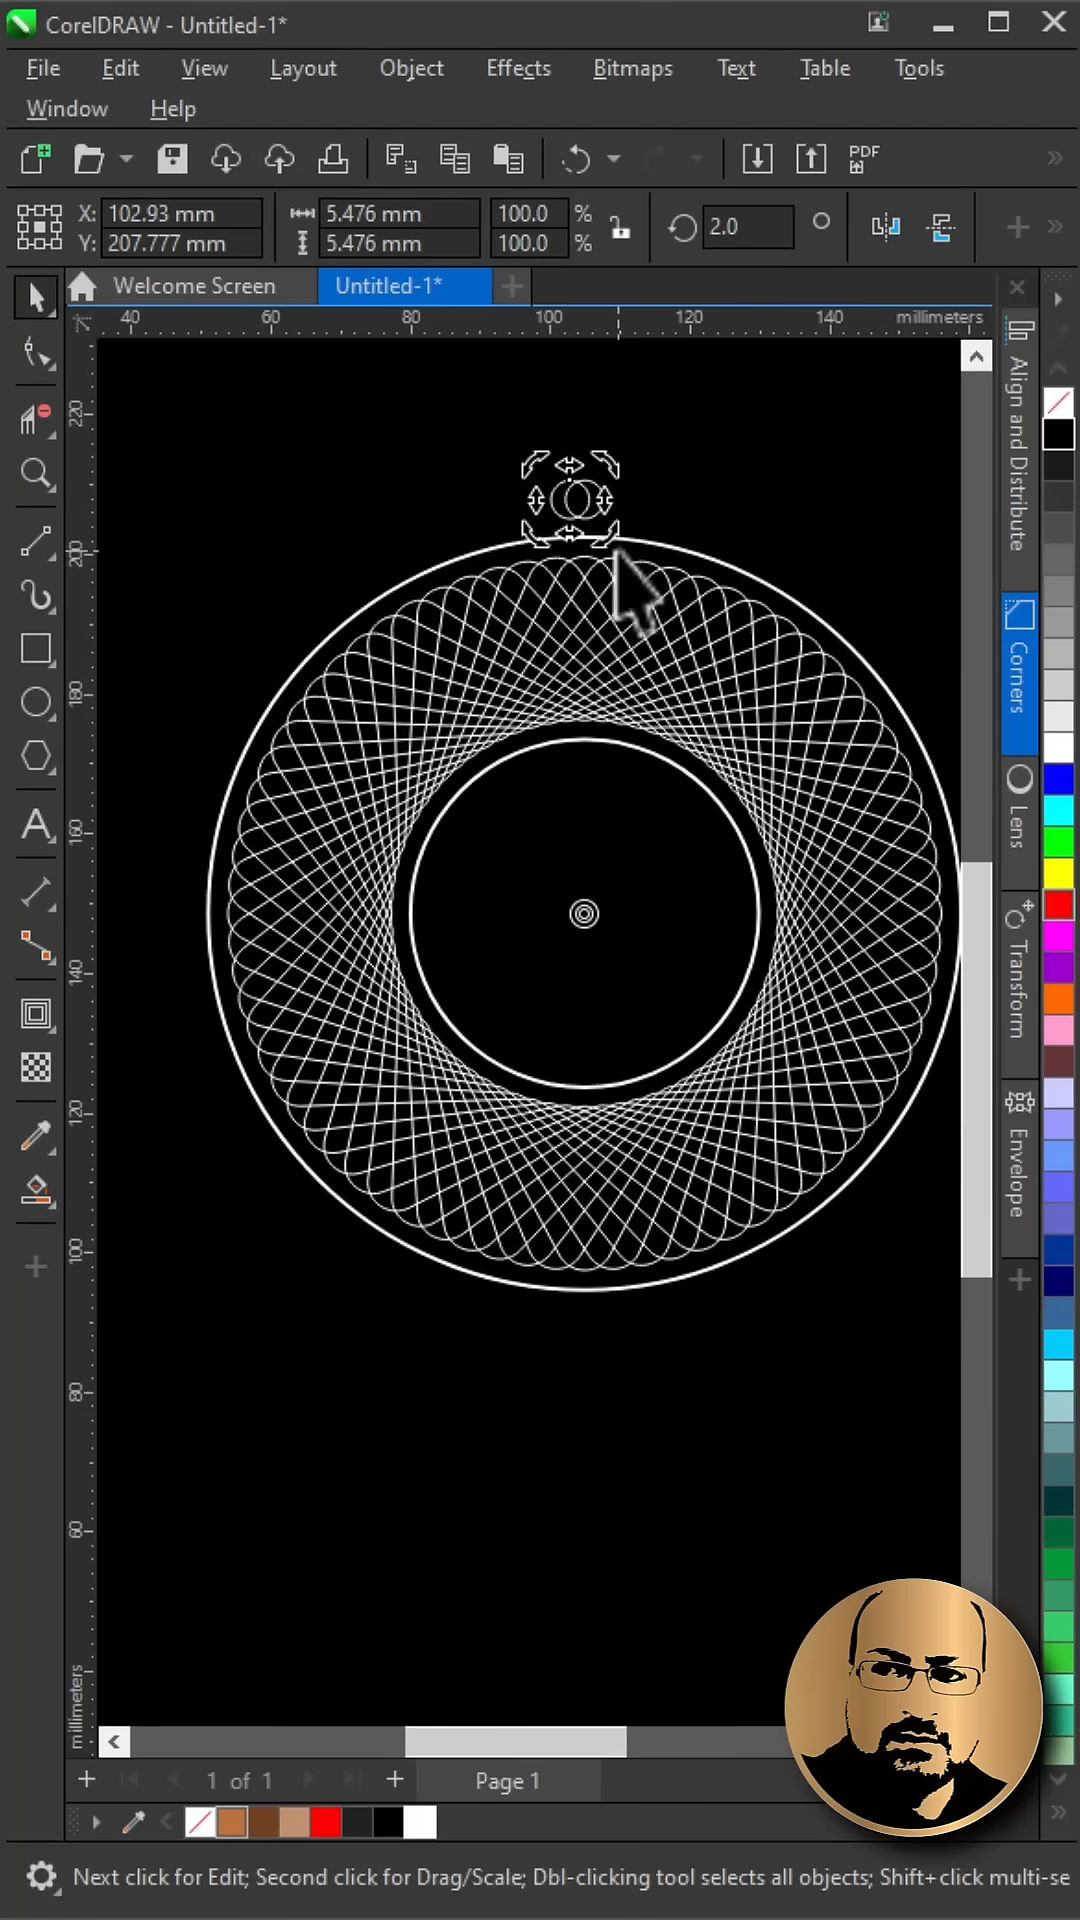 CorelDRAW - Untitled-1*
File Edit View Layout Object Effects Bitmaps Text Table Tools
Window Help
PDF
X: 102.93 mm 5.476 mm 100.0 % 2.0
Y: 207.777 mm 5.476 mm 100.0 %
Welcome Screen Untitled-1*
40 60 80 100 120 140 millimeters
220
200
180
160
140
120
100
80
60
millimeters
Align and Distribute
Corners
Lens
Transform
Envelope
1 of 1 Page 1
Next click for Edit; Second click for Drag/Scale; Dbl-clicking tool selects all objects; Shift+click multi-se